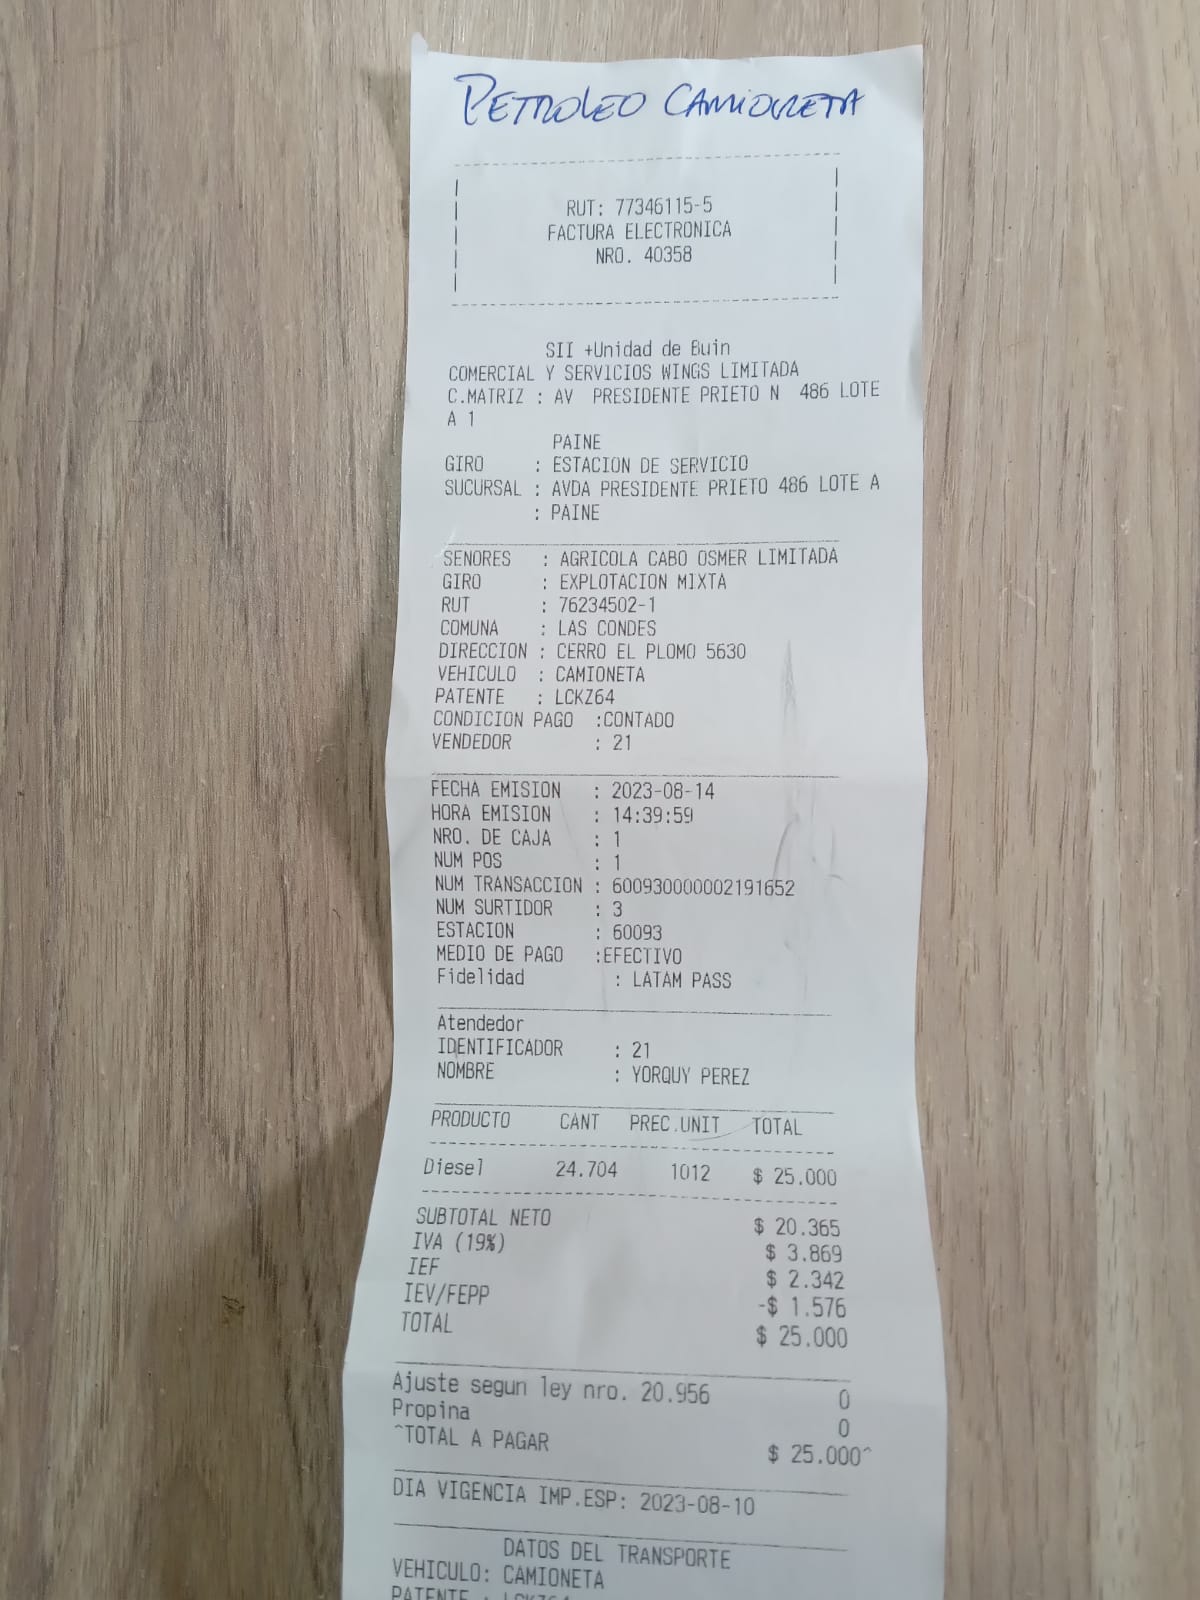 PETROLEO CAMIONETA
RUT: 77346115-5
FACTURA ELECTRONICA
NRO. 40358
SII +Unidad de Buin
COMERCIAL Y SERVICIOS WINGS LIMITADA
C.MATRIZ : AV PRESIDENTE PRIETO N 486 LOTE
A 1
PAINE
GIRO : ESTACION DE SERVICIO
SUCURSAL : AVDA PRESIDENTE PRIETO 486 LOTE A
: PAINE
SENORES : AGRICOLA CABO OSMER LIMITADA
GIRO : EXPLOTACION MIXTA
RUT : 76234502-1
COMUNA : LAS CONDES
DIRECCION : CERRO EL PLOMO 5630
VEHICULO : CAMIONETA
PATENTE : LCKZ64
CONDICION PAGO :CONTADO
VENDEDOR : 21
FECHA EMISION : 2023-08-14
HORA EMISION : 14:39:59
NRO. DE CAJA : 1
NUM POS : 1
NUM TRANSACCION : 600930000002191652
NUM SURTIDOR : 3
ESTACION : 60093
MEDIO DE PAGO :EFECTIVO
Fidelidad : LATAM PASS
Atendedor
IDENTIFICADOR : 21
NOMBRE : YORQUY PEREZ
PRODUCTO CANT PREC.UNIT TOTAL
Diesel 24.704 1012 $ 25.000
SUBTOTAL NETO $ 20.365
IVA (19%) $ 3.869
IEF $ 2.342
IEV/FEPP -$ 1.576
TOTAL $ 25.000
Ajuste segun ley nro. 20.956 0
Propina 0
^TOTAL A PAGAR $ 25.000^
DIA VIGENCIA IMP.ESP: 2023-08-10
DATOS DEL TRANSPORTE
VEHICULO: CAMIONETA
PATENTE : LCKZ64